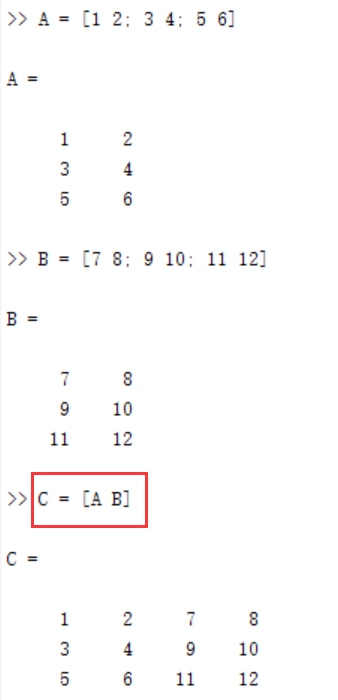 >> A = [1 2; 3 4; 5 6]
A =
1 2
3 4
5 6
>> B = [7 8; 9 10; 11 12]
B =
7 8
9 10
11 12
>> C = [A B]
C =
1 2 7 8
3 4 9 10
5 6 11 12